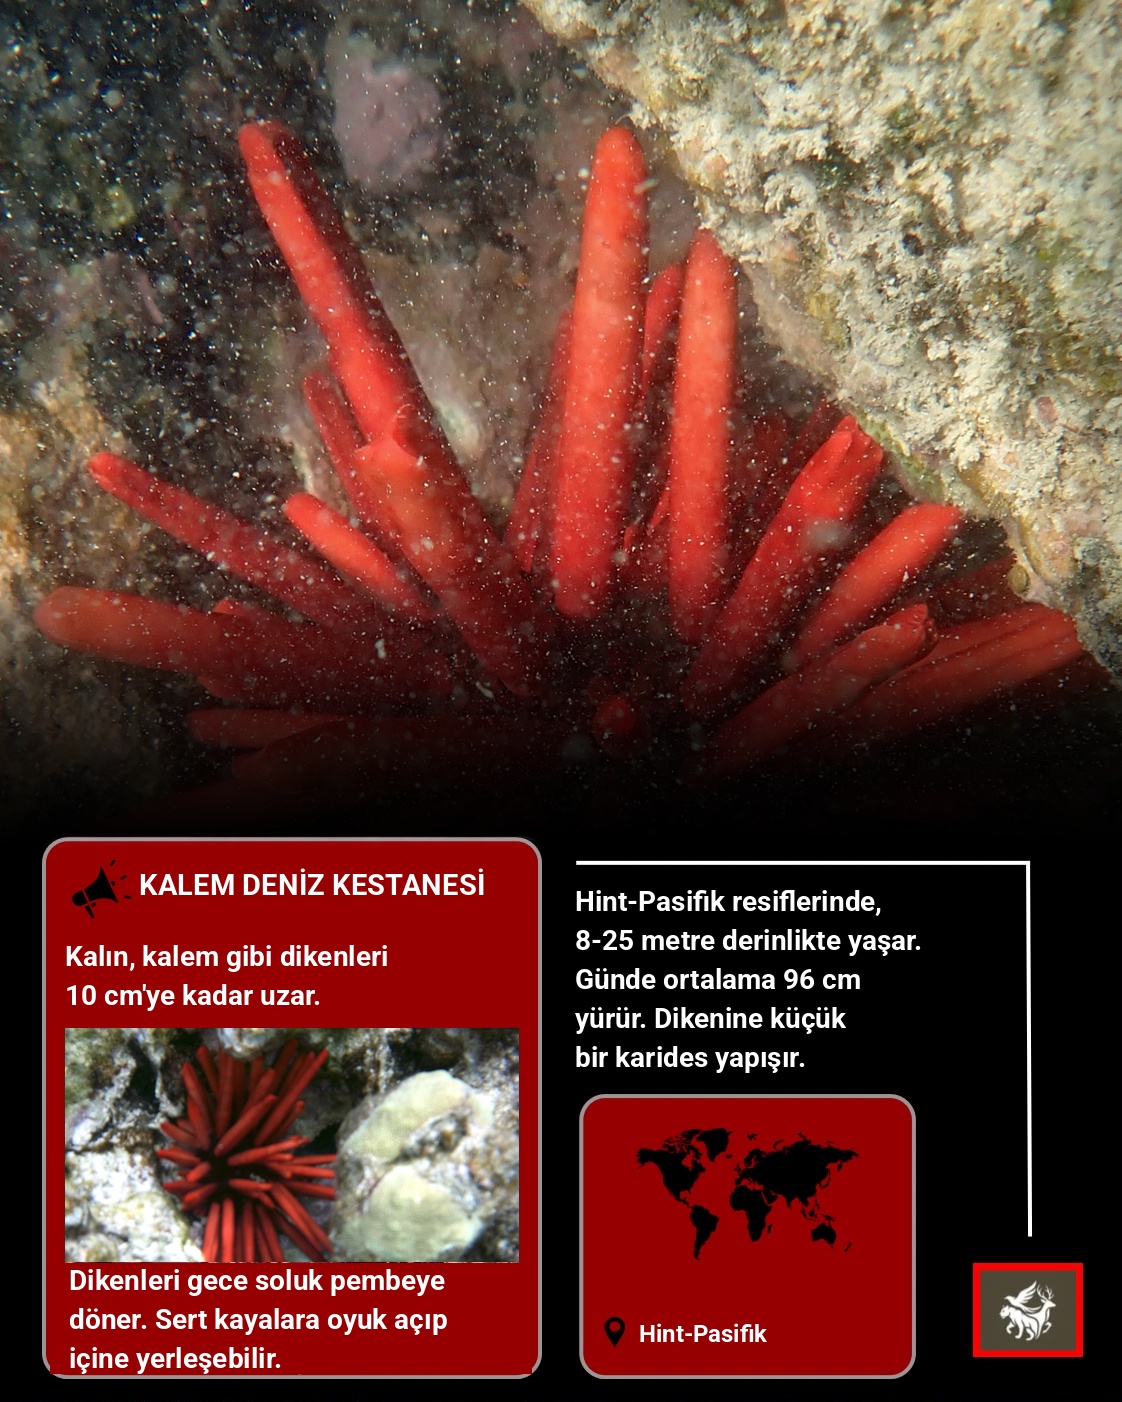 KALEM DENİZ KESTANESİ
Kalın, kalem gibi dikenleri
10 cm'ye kadar uzar.
Dikenleri gece soluk pembeye
döner. Sert kayalara oyuk açıp
içine yerleşebilir.
Hint-Pasifik resiflerinde,
8-25 metre derinlikte yaşar.
Günde ortalama 96 cm
yürür. Dikenine küçük
bir karides yapışır.
Hint-Pasifik